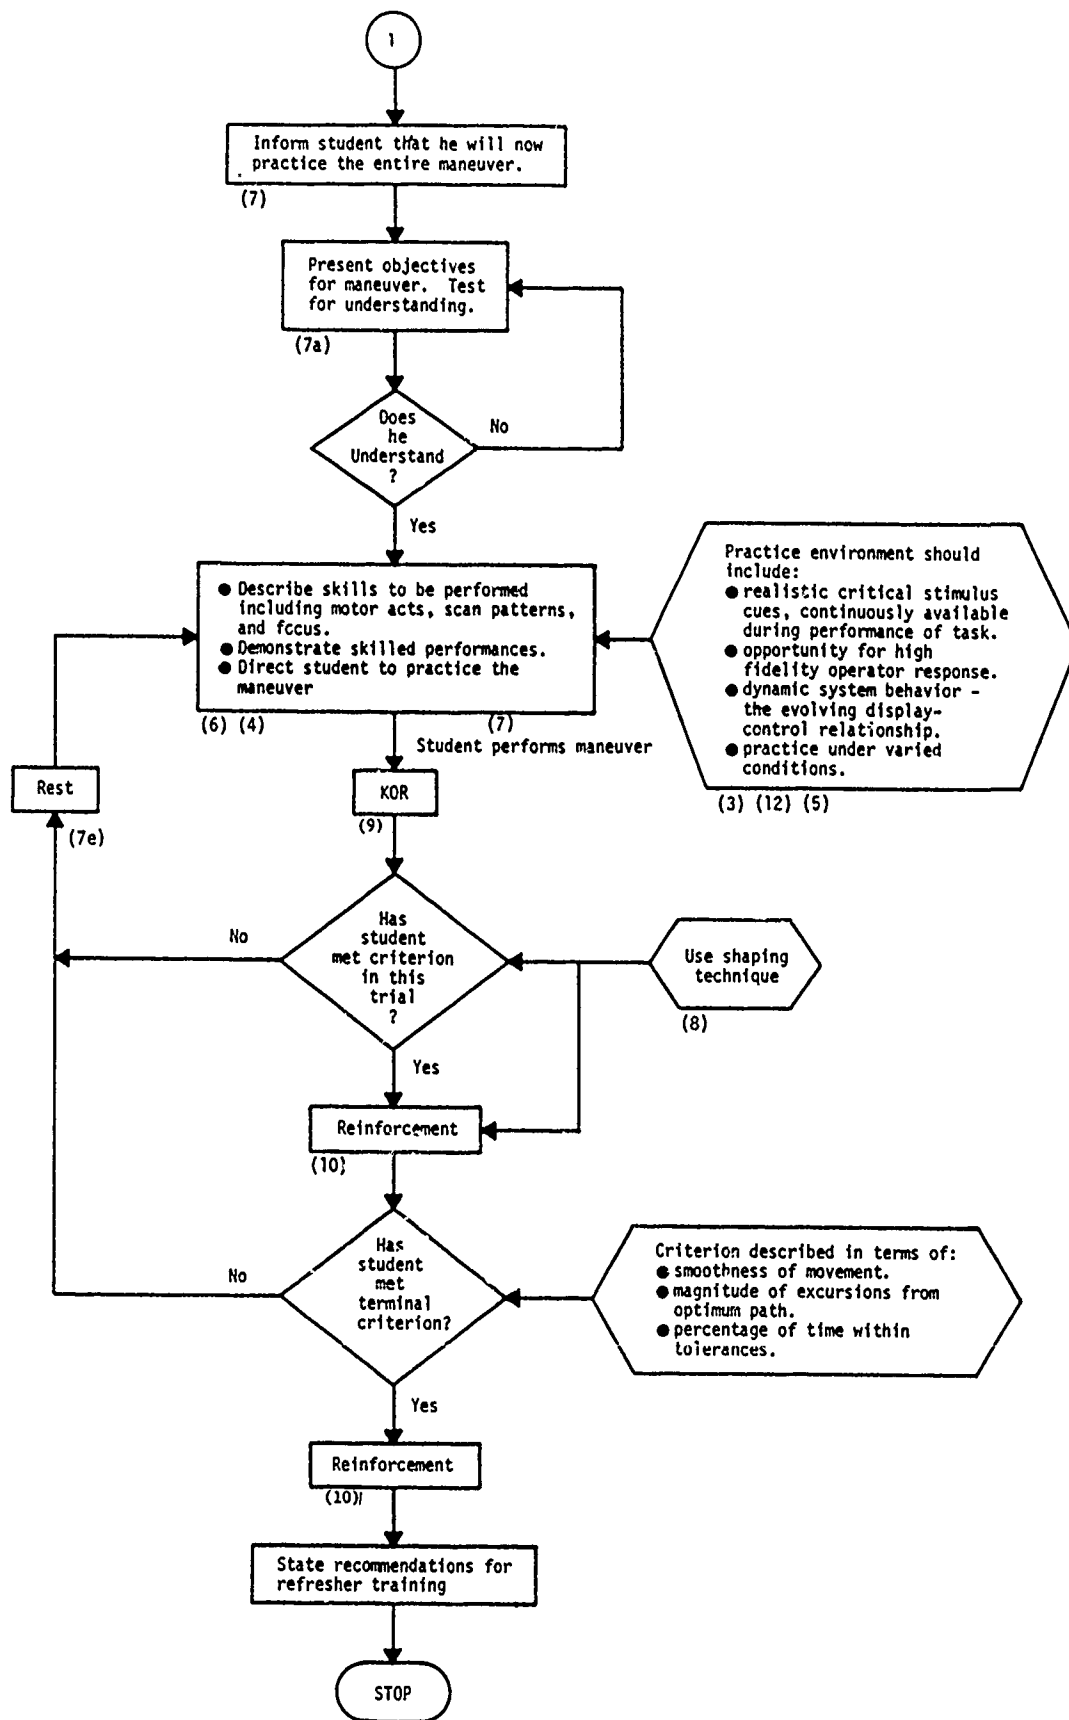 1
Inform student that he will now
practice the entire maneuver.
(7)
Present objectives
for maneuver. Test
for understanding.
(7a)
Does
he
Understand
?
No
Yes
● Describe skills to be performed
including motor acts, scan patterns,
and focus.
● Demonstrate skilled performances.
● Direct student to practice the
maneuver
(6) (4)
(7)
Practice environment should
include:
● realistic critical stimulus
cues, continuously available
during performance of task.
● opportunity for high
fidelity operator response.
● dynamic system behavior -
the evolving display-
control relationship.
● practice under varied
conditions.
(3) (12) (5)
Student performs maneuver
Rest
(7e)
KOR
(9)
Has
student
met criterion
in this
trial
?
No
Yes
Use shaping
technique
(8)
Reinforcement
(10)
Has
student
met
terminal
criterion?
No
Yes
Criterion described in terms of:
● smoothness of movement.
● magnitude of excursions from
optimum path.
● percentage of time within
tolerances.
Reinforcement
(10)
State recommendations for
refresher training
STOP